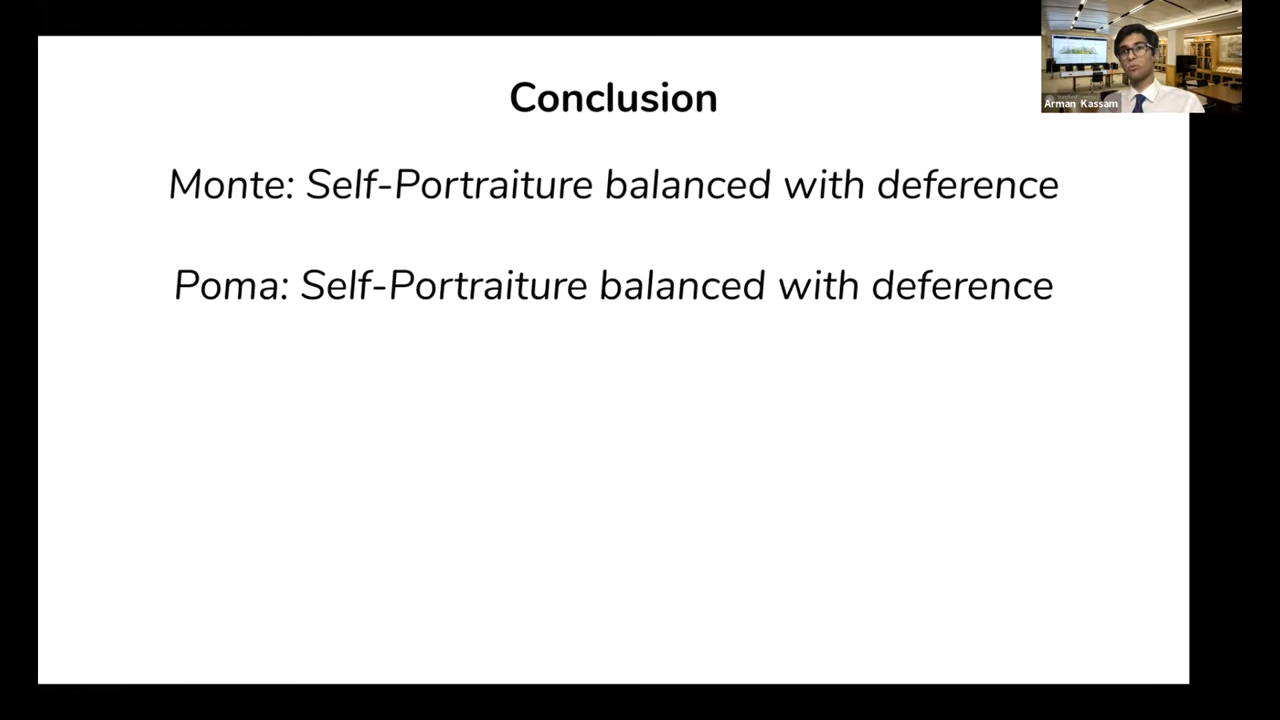 Conclusion
Monte: Self-Portraiture balanced with deference
Poma: Self-Portraiture balanced with deference
Arman Kassam